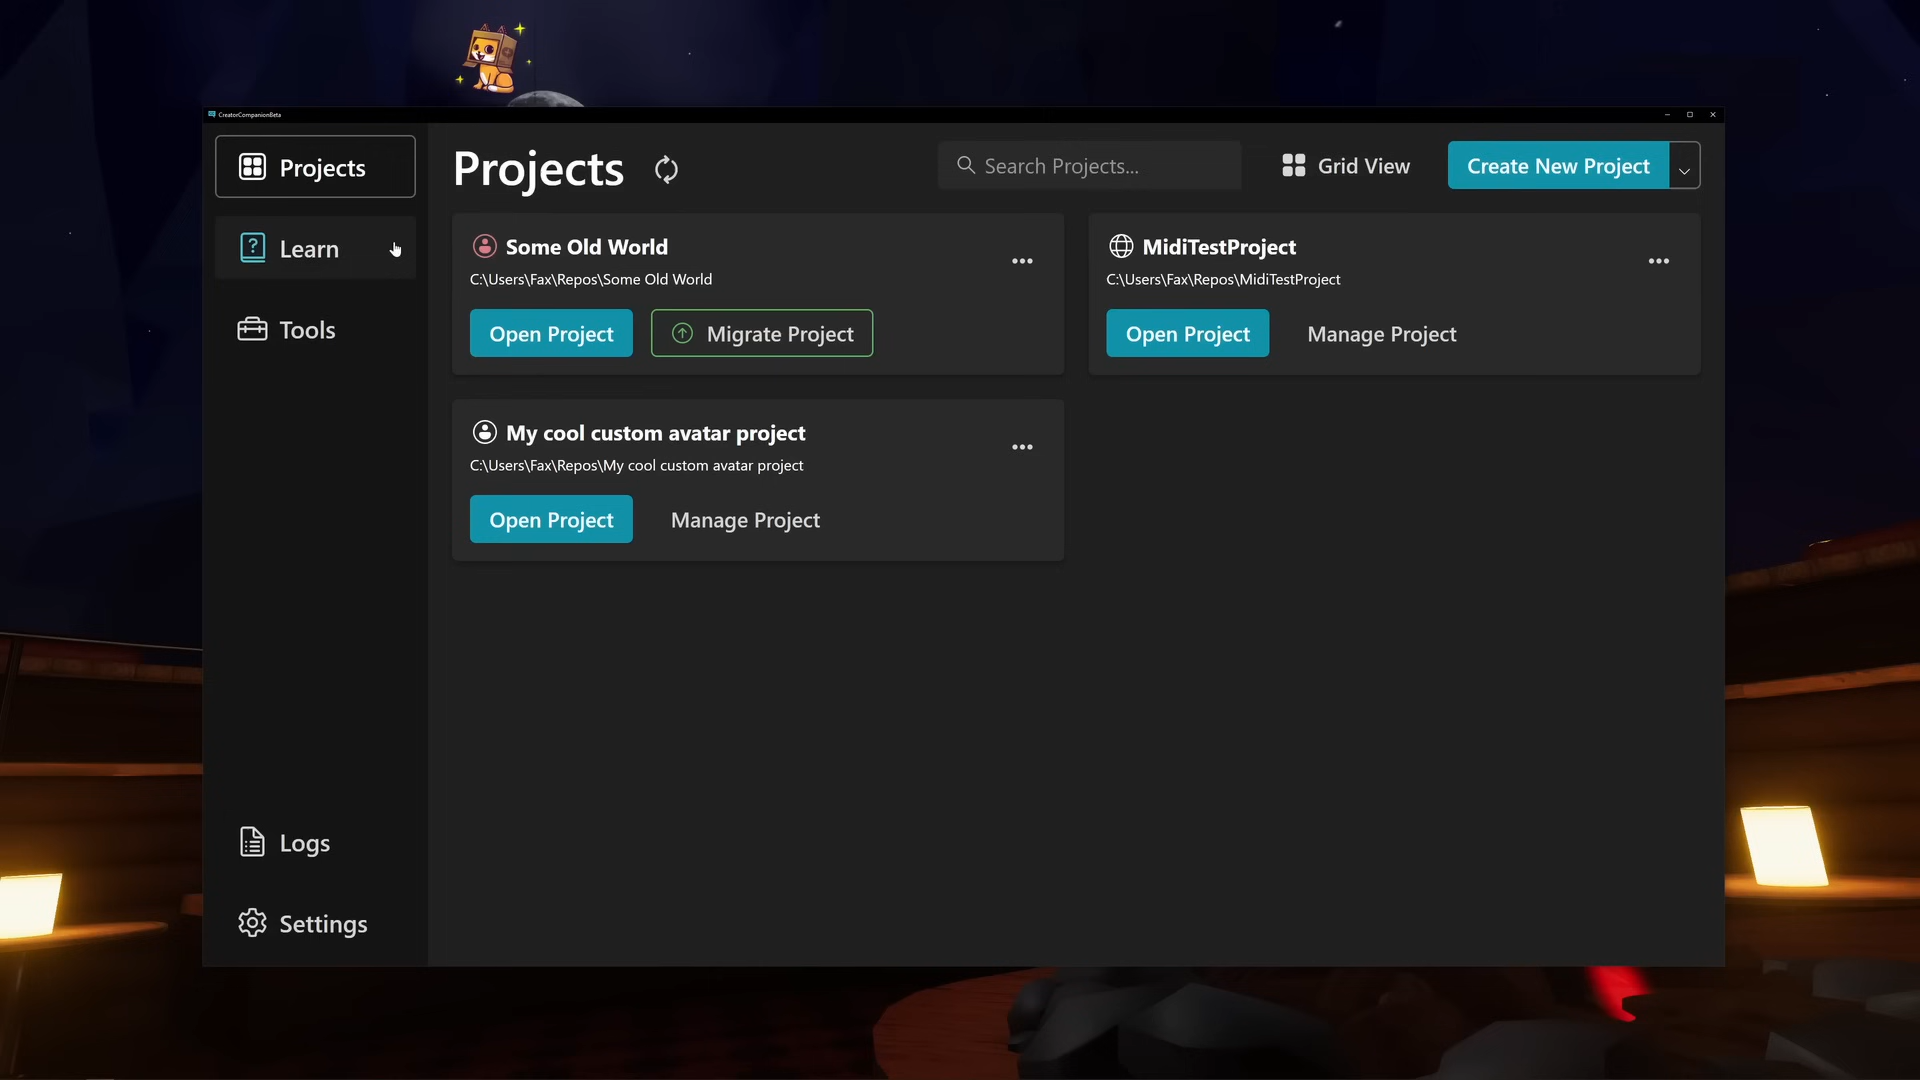 CreatorCompanionBeta
Projects
Learn
Tools
Logs
Settings
Projects
Search Projects...
Grid View
Create New Project
Some Old World
C:\Users\Fax\Repos\Some Old World
Open Project
Migrate Project
MidiTestProject
C:\Users\Fax\Repos\MidiTestProject
Open Project
Manage Project
My cool custom avatar project
C:\Users\Fax\Repos\My cool custom avatar project
Open Project
Manage Project